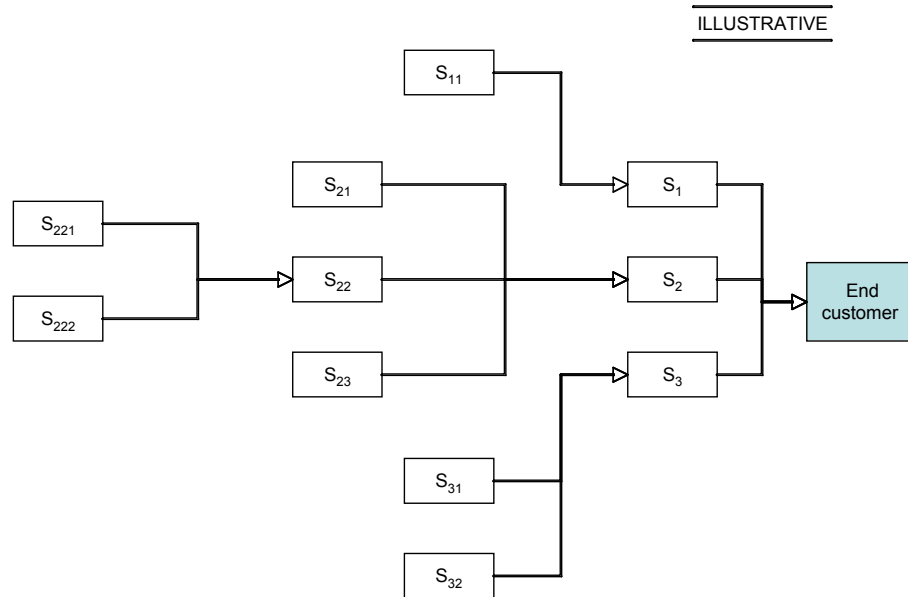 ILLUSTRATIVE
S₁₁
S₂₁
S₁
S₂₂₁
S₂₂
S₂
End
customer
S₂₂₂
S₂₃
S₃
S₃₁
S₃₂